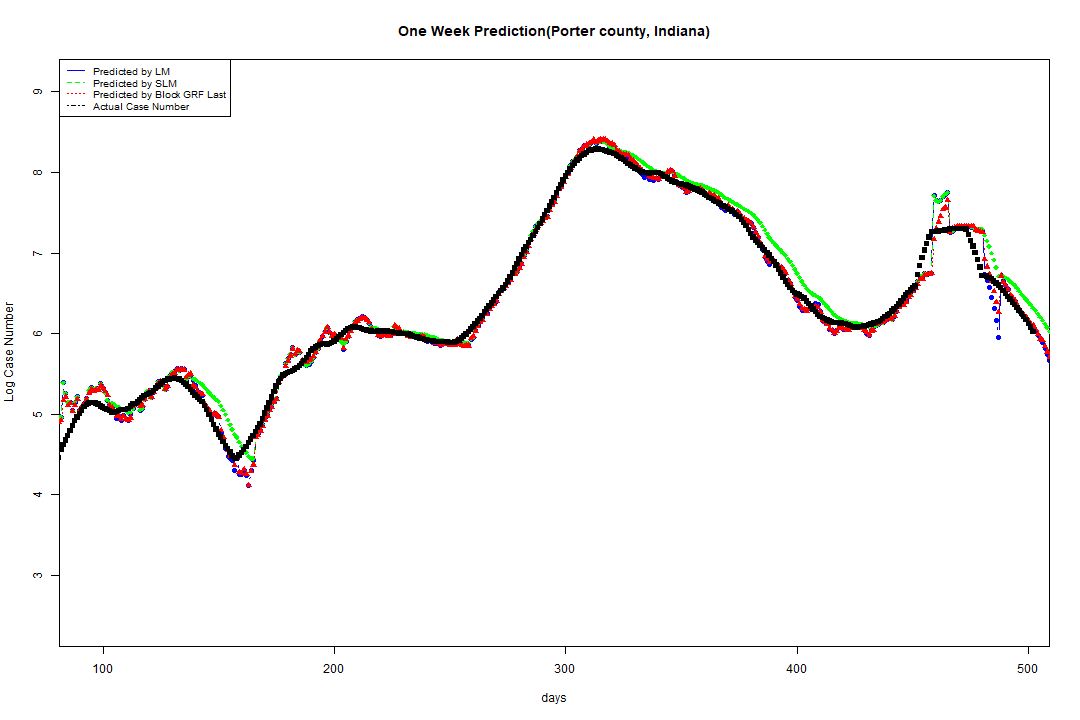 One Week Prediction(Porter county, Indiana)
Predicted by LM
Predicted by SLM
Predicted by Block GRF Last
Actual Case Number
Log Case Number
9
8
7
6
5
4
3
100 200 300 400 500
days